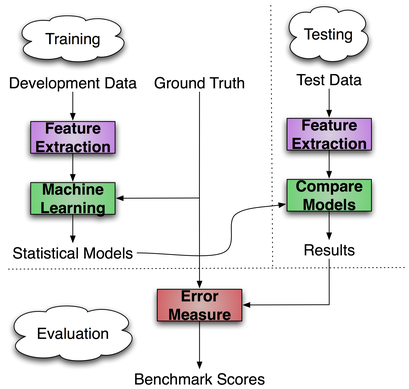 Training
Testing
Development Data
Ground Truth
Test Data
Feature
Extraction
Feature
Extraction
Machine
Learning
Compare
Models
Statistical Models
Results
Error
Measure
Evaluation
Benchmark Scores